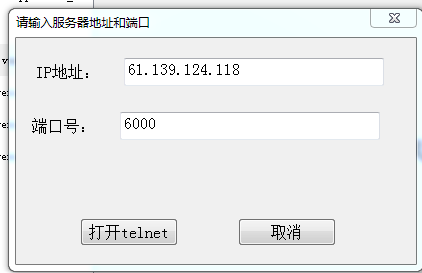 请输入服务器地址和端口
IP地址：
61.139.124.118
端口号：
6000
打开telnet
取消